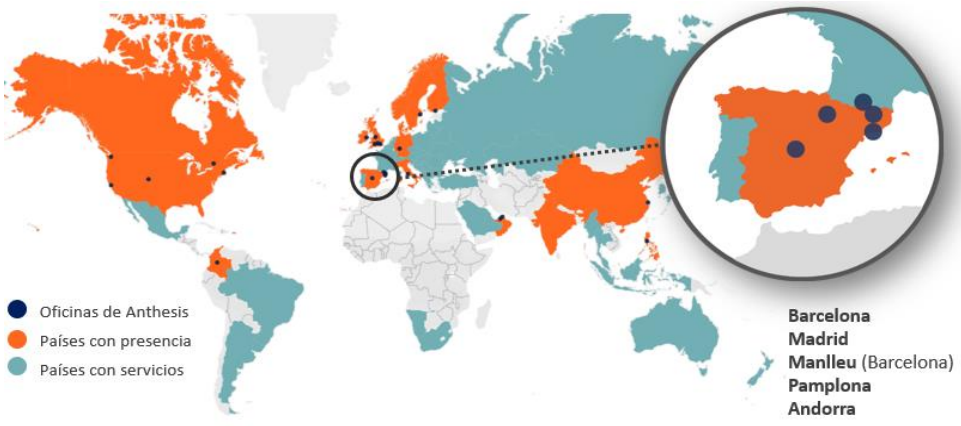 Oficinas de Anthesis
Países con presencia
Países con servicios
Barcelona
Madrid
Manlleu (Barcelona)
Pamplona
Andorra